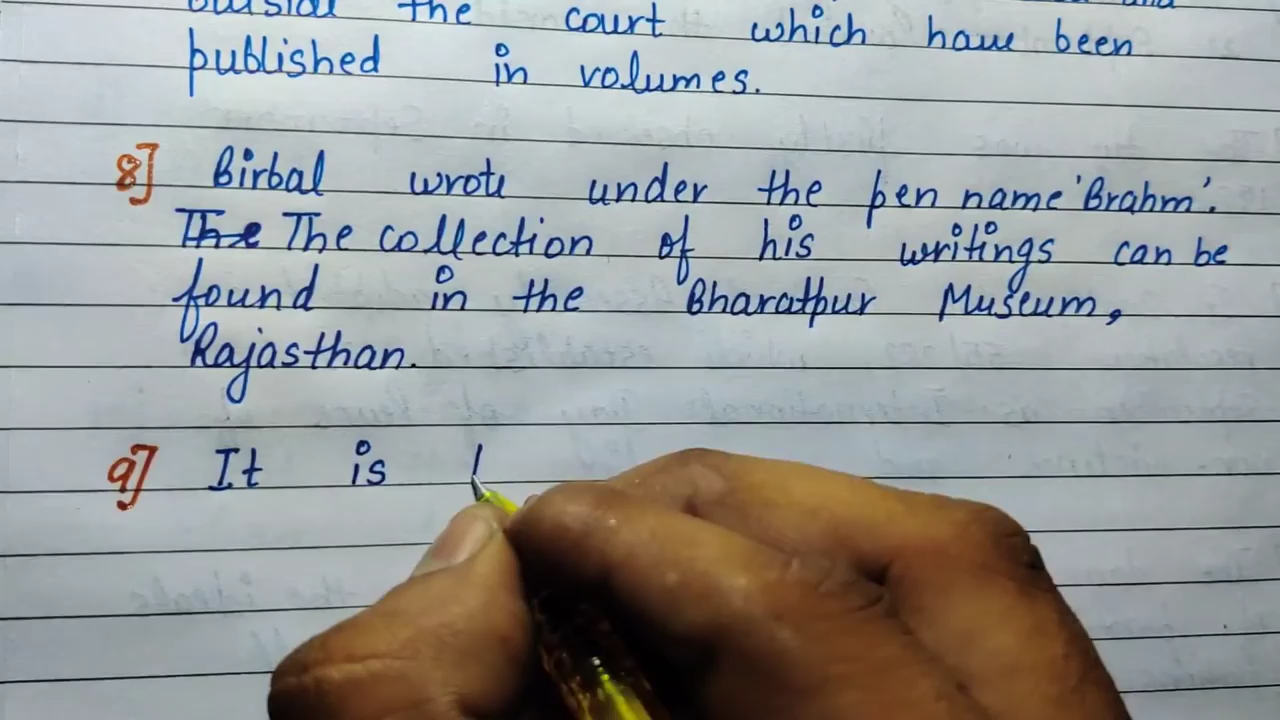 outside the court which have been
published in volumes.
8] Birbal wrote under the pen name 'Brahm'.
The The collection of his writings can be
found in the Bharatpur Museum,
Rajasthan.
9] It is